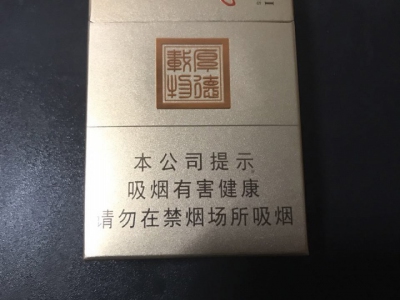 厚德
載物
本公司提示
吸烟有害健康
请勿在禁烟场所吸烟